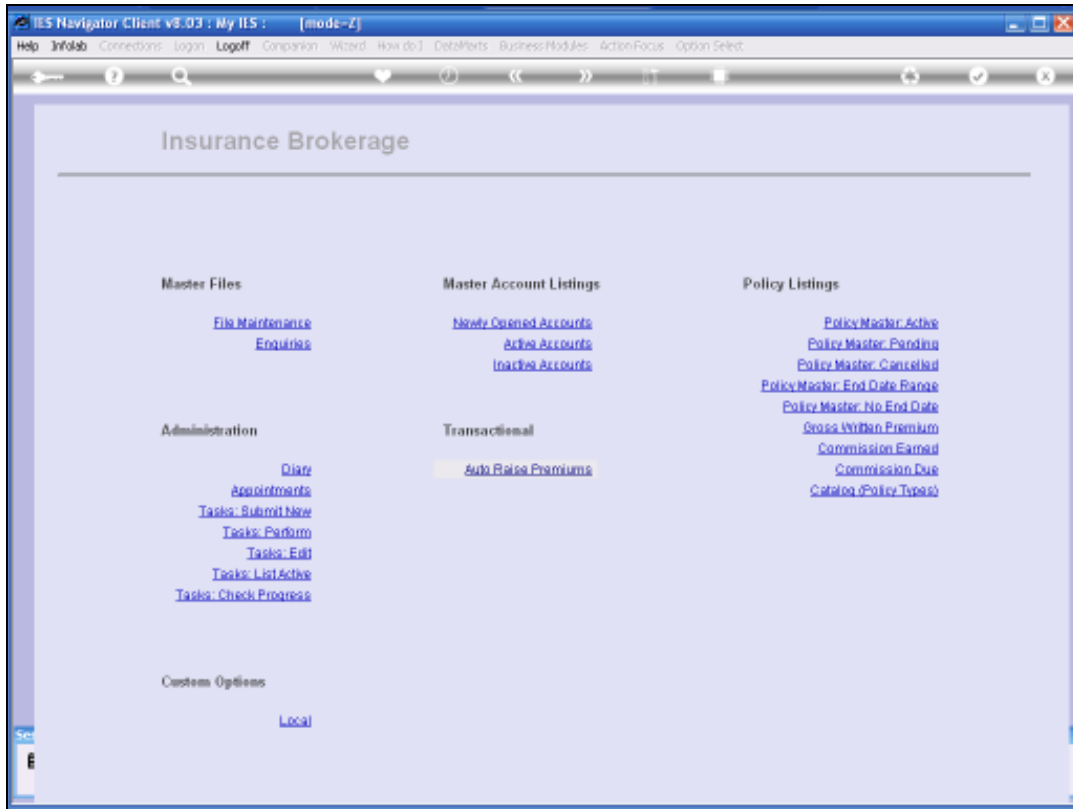 IES Navigator Client v8.03 : My IES : [mode=Z]
Help Infolab Connections Logon Logoff Companion Wizard How do I DataMarts Business Modules Action Focus Option Select
Insurance Brokerage
Master Files
File Maintenance
Enquiries
Master Account Listings
Newly Opened Accounts
Active Accounts
Inactive Accounts
Policy Listings
Policy Master: Active
Policy Master: Pending
Policy Master: Cancelled
Policy Master: End Date Range
Policy Master: No End Date
Gross Written Premium
Commission Earned
Commission Due
Catalog (Policy Types)
Administration
Diary
Appointments
Tasks: Submit New
Tasks: Perform
Tasks: Edit
Tasks: List Active
Tasks: Check Progress
Transactional
Auto Raise Premiums
Custom Options
Local